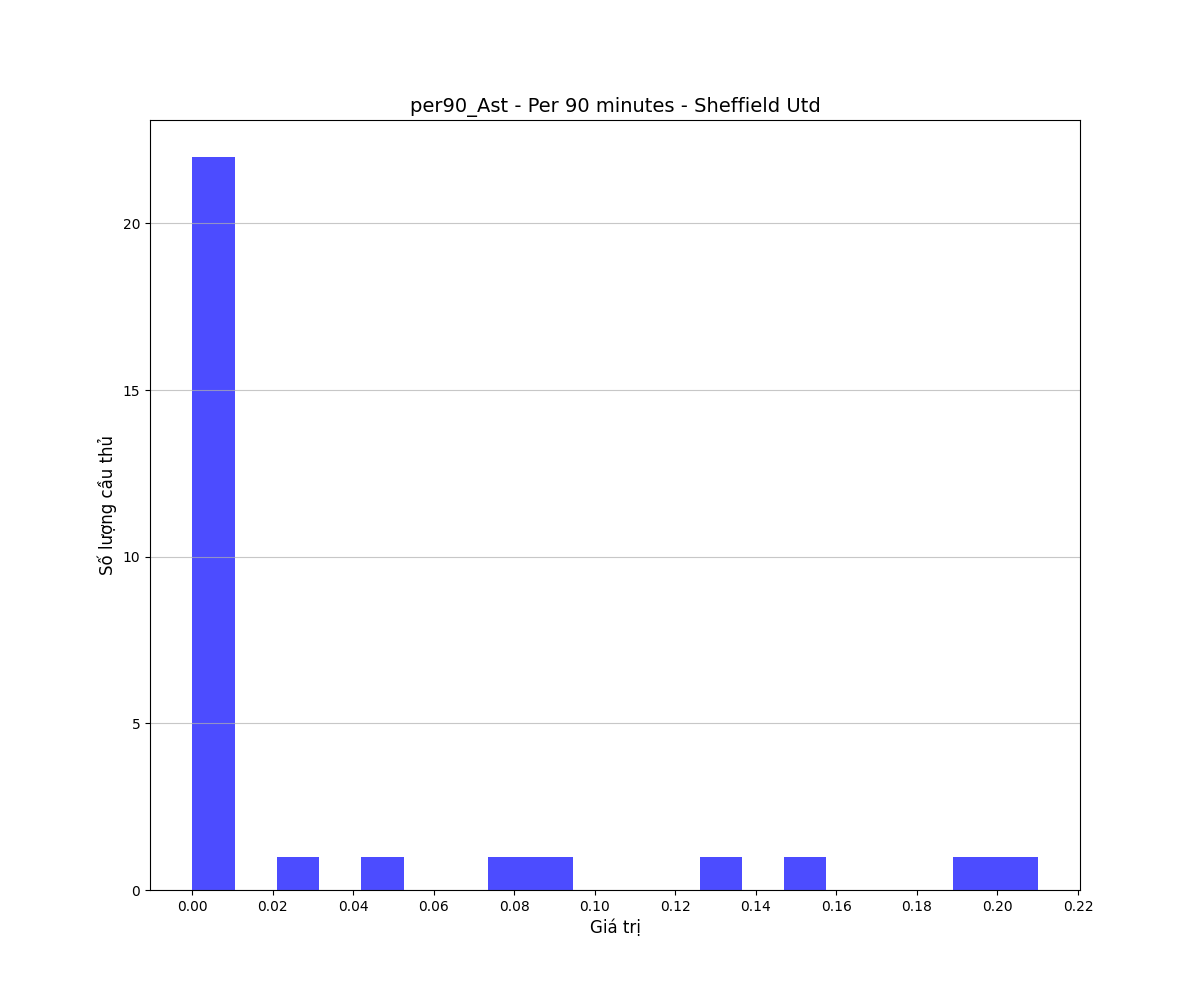 per90_Ast - Per 90 minutes - Sheffield Utd
Số lượng cầu thủ
20
15
10
5
0
0.00 0.02 0.04 0.06 0.08 0.10 0.12 0.14 0.16 0.18 0.20 0.22
Giá trị